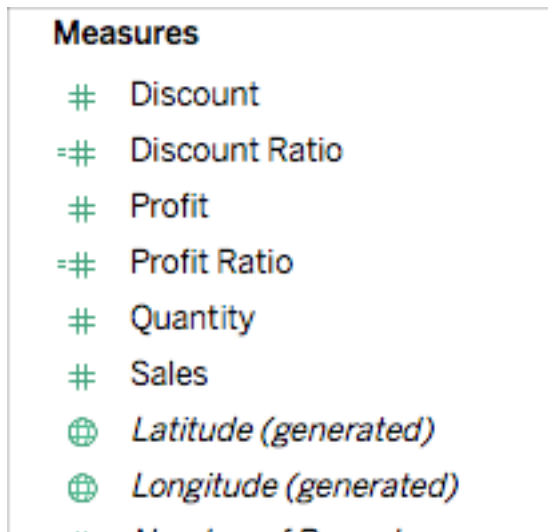 Measures
# Discount
=# Discount Ratio
# Profit
=# Profit Ratio
# Quantity
# Sales
Latitude (generated)
Longitude (generated)